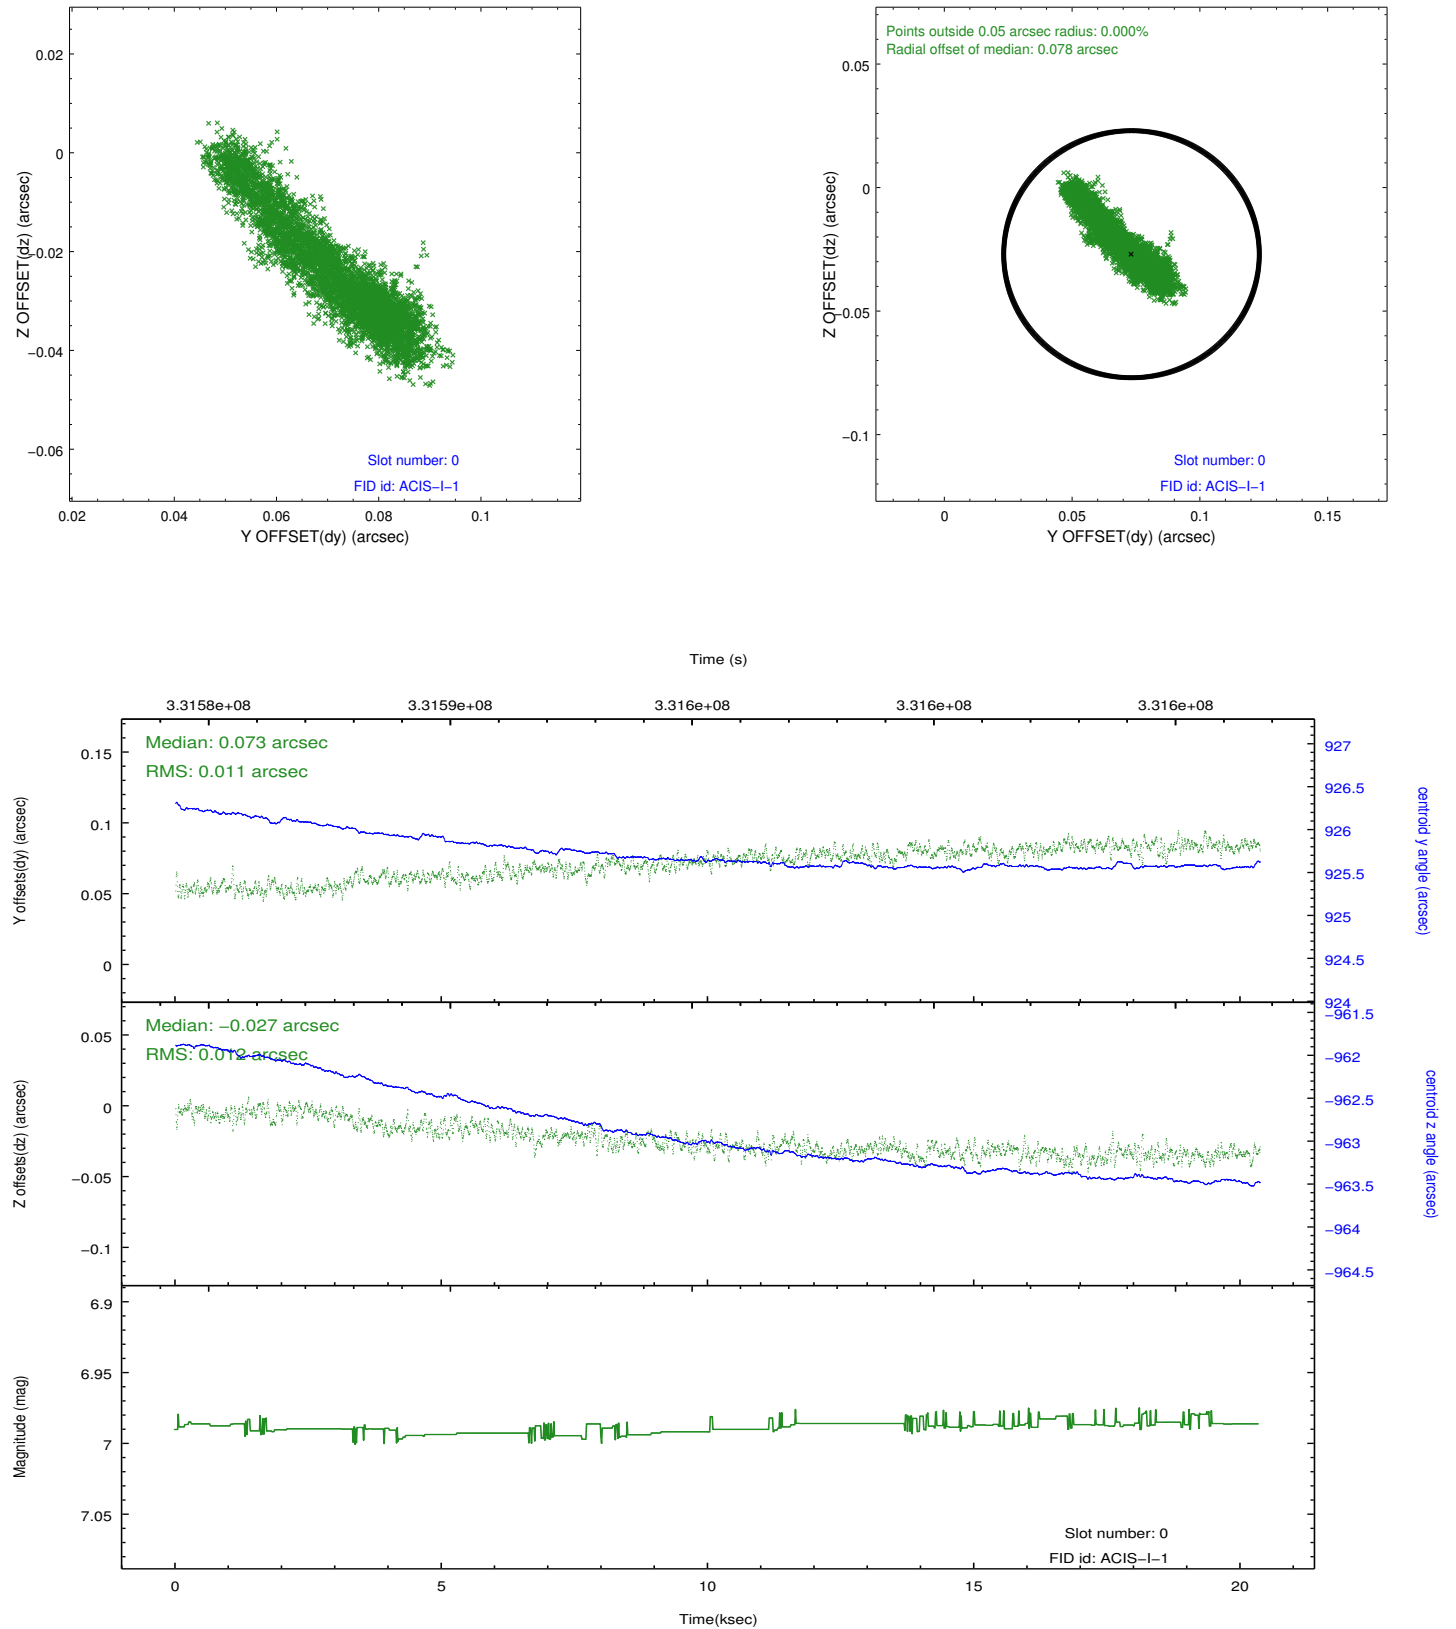 0.02
0
−0.02
−0.04
−0.06
Z OFFSET(dz) (arcsec)
Slot number: 0
FID id: ACIS−I−1
0.02
0.04
0.06
0.08
0.1
Y OFFSET(dy) (arcsec)
Points outside 0.05 arcsec radius: 0.000%
Radial offset of median: 0.078 arcsec
0.05
0
−0.05
−0.1
Z OFFSET(dz) (arcsec)
Slot number: 0
FID id: ACIS−I−1
0
0.05
0.1
0.15
Y OFFSET(dy) (arcsec)
Time (s)
3.3158e+08
3.3159e+08
3.316e+08
3.316e+08
3.316e+08
Median: 0.073 arcsec
RMS: 0.011 arcsec
0.15
0.1
0.05
0
Y offsets(dy) (arcsec)
927
926.5
926
925.5
925
924.5
924
centroid y angle (arcsec)
Median: −0.027 arcsec
RMS: 0.012 arcsec
0.05
0
−0.05
−0.1
Z offsets(dz) (arcsec)
−961.5
−962
−962.5
−963
−963.5
−964
−964.5
centroid z angle (arcsec)
6.9
6.95
7
7.05
Magnitude (mag)
Slot number: 0
FID id: ACIS−I−1
0
5
10
15
20
Time(ksec)